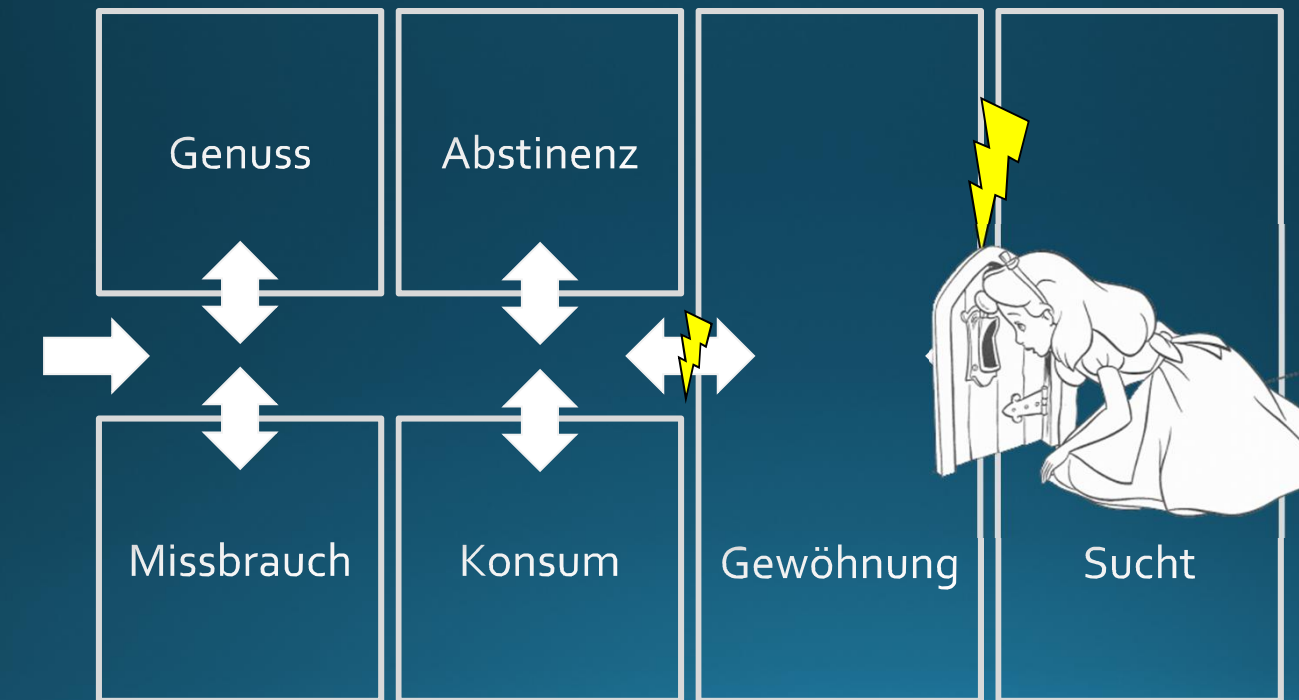 Genuss
Abstinenz
Missbrauch
Konsum
Gewöhnung
Sucht